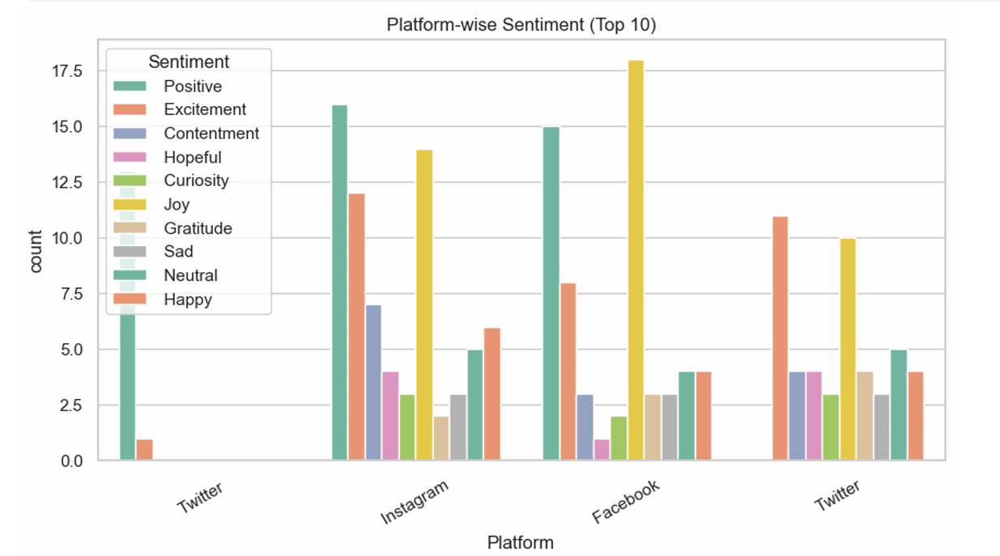 Platform-wise Sentiment (Top 10)
Sentiment
Positive
Excitement
Contentment
Hopeful
Curiosity
Joy
Gratitude
Sad
Neutral
Happy
17.5
15.0
12.5
10.0
7.5
5.0
2.5
0.0
count
Twitter
Instagram
Facebook
Twitter
Platform